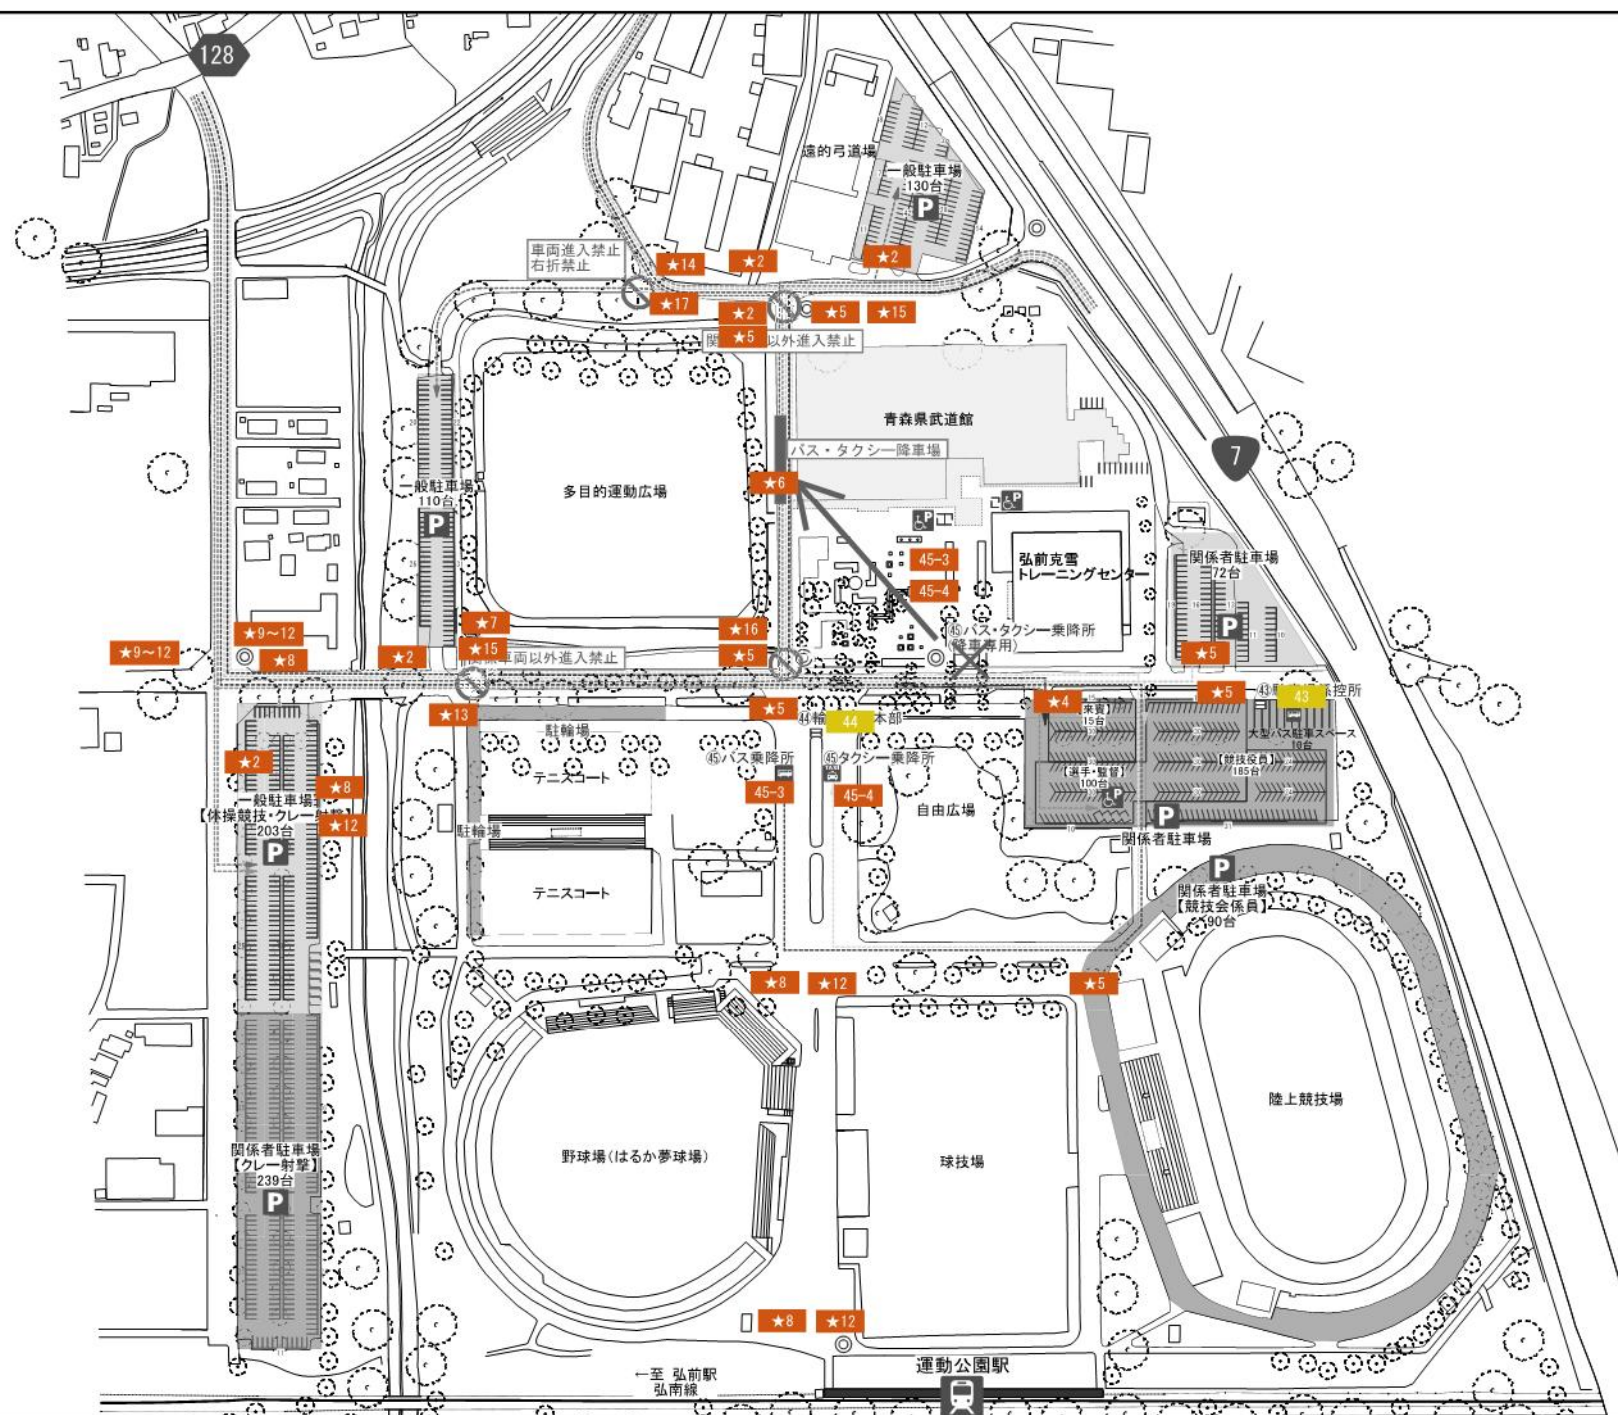 128
遠的弓道場
一般駐車場
130台
P
車両進入禁止
右折禁止
★14
★2
★2
★17
★2
★5
★15
★5
以外進入禁止
青森県武道館
7
バス・タクシー降車場
★6
多目的運動広場
一般駐車場
110台
P
45-3
45-4
弘前克雪
トレーニングセンター
関係者駐車場
72台
P
㊺バス・タクシー乗降所
(降車専用)
★9~12
★9~12
★8
★2
★7
★15
車両以外進入禁止
★16
★5
★5
★13
★5
★4
★5
43
控所
44
本部
大型バス駐車スペース
10台
【来賓】
15台
【選手・監督】
100台
【競技役員】
185台
P
関係者駐車場
駐輪場
㊺バス乗降所
㊺タクシー乗降所
45-3
45-4
テニスコート
駐輪場
テニスコート
自由広場
★2
★8
★12
一般駐車場
【体操競技・クレー射撃】
203台
P
P
関係者駐車場
【競技会係員】
90台
★8
★12
★5
関係者駐車場
【クレー射撃】
239台
P
野球場(はるか夢球場)
球技場
陸上競技場
★8
★12
←至 弘前駅
弘南線
運動公園駅